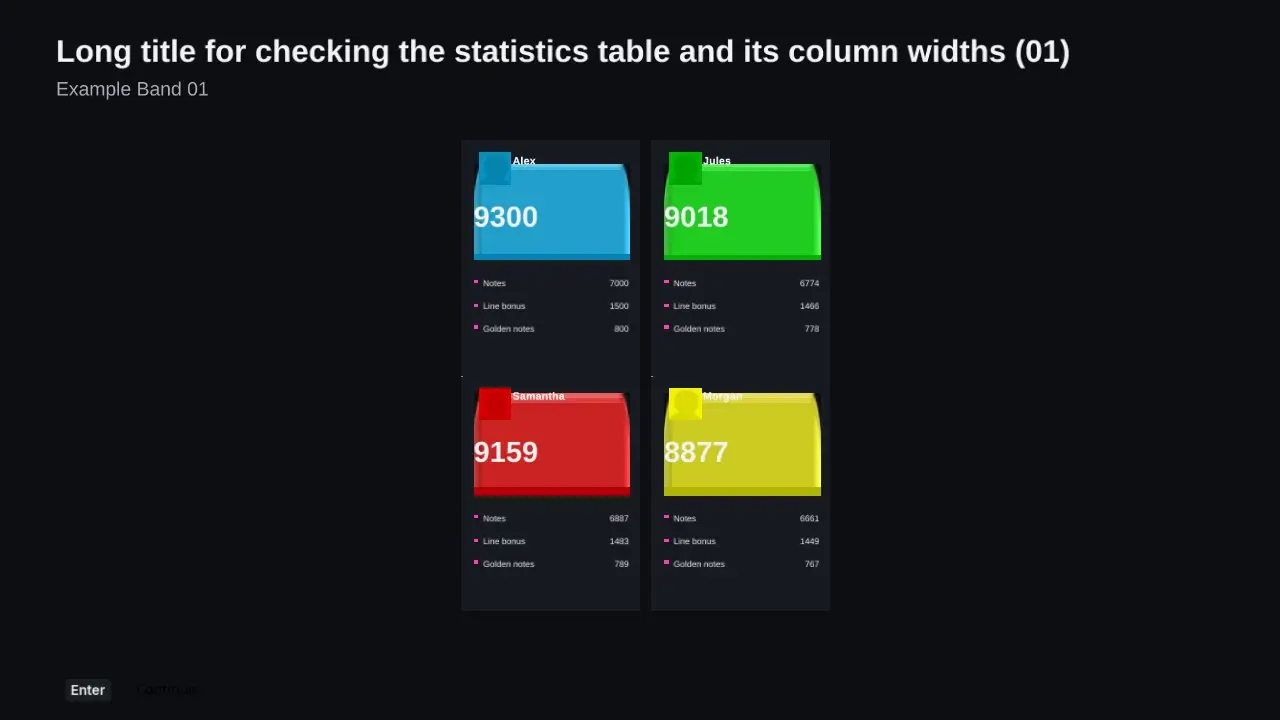 Long title for checking the statistics table and its column widths (01)
Example Band 01
Alex
9300
Notes 7000
Line bonus 1500
Golden notes 800
Jules
9018
Notes 6774
Line bonus 1466
Golden notes 778
Samantha
9159
Notes 6887
Line bonus 1483
Golden notes 789
Morgan
8877
Notes 6661
Line bonus 1449
Golden notes 767
Enter Continue